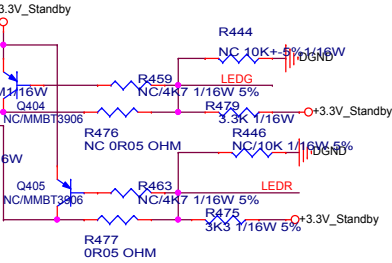 3.3V_Standby
R444
NC 10K+-5% 1/16W
DGND
R459
LEDG
M1/16W
NC/4K7 1/16W 5%
Q404
NC/MMBT3906
R479
3.3K 1/16W
+3.3V_Standby
R476
NC 0R05 OHM
R446
NC/10K 1/16W 5%
DGND
6W
Q405
NC/MMBT3906
R463
NC/4K7 1/16W 5%
LEDR
R475
3K3 1/16W 5%
+3.3V_Standby
R477
0R05 OHM